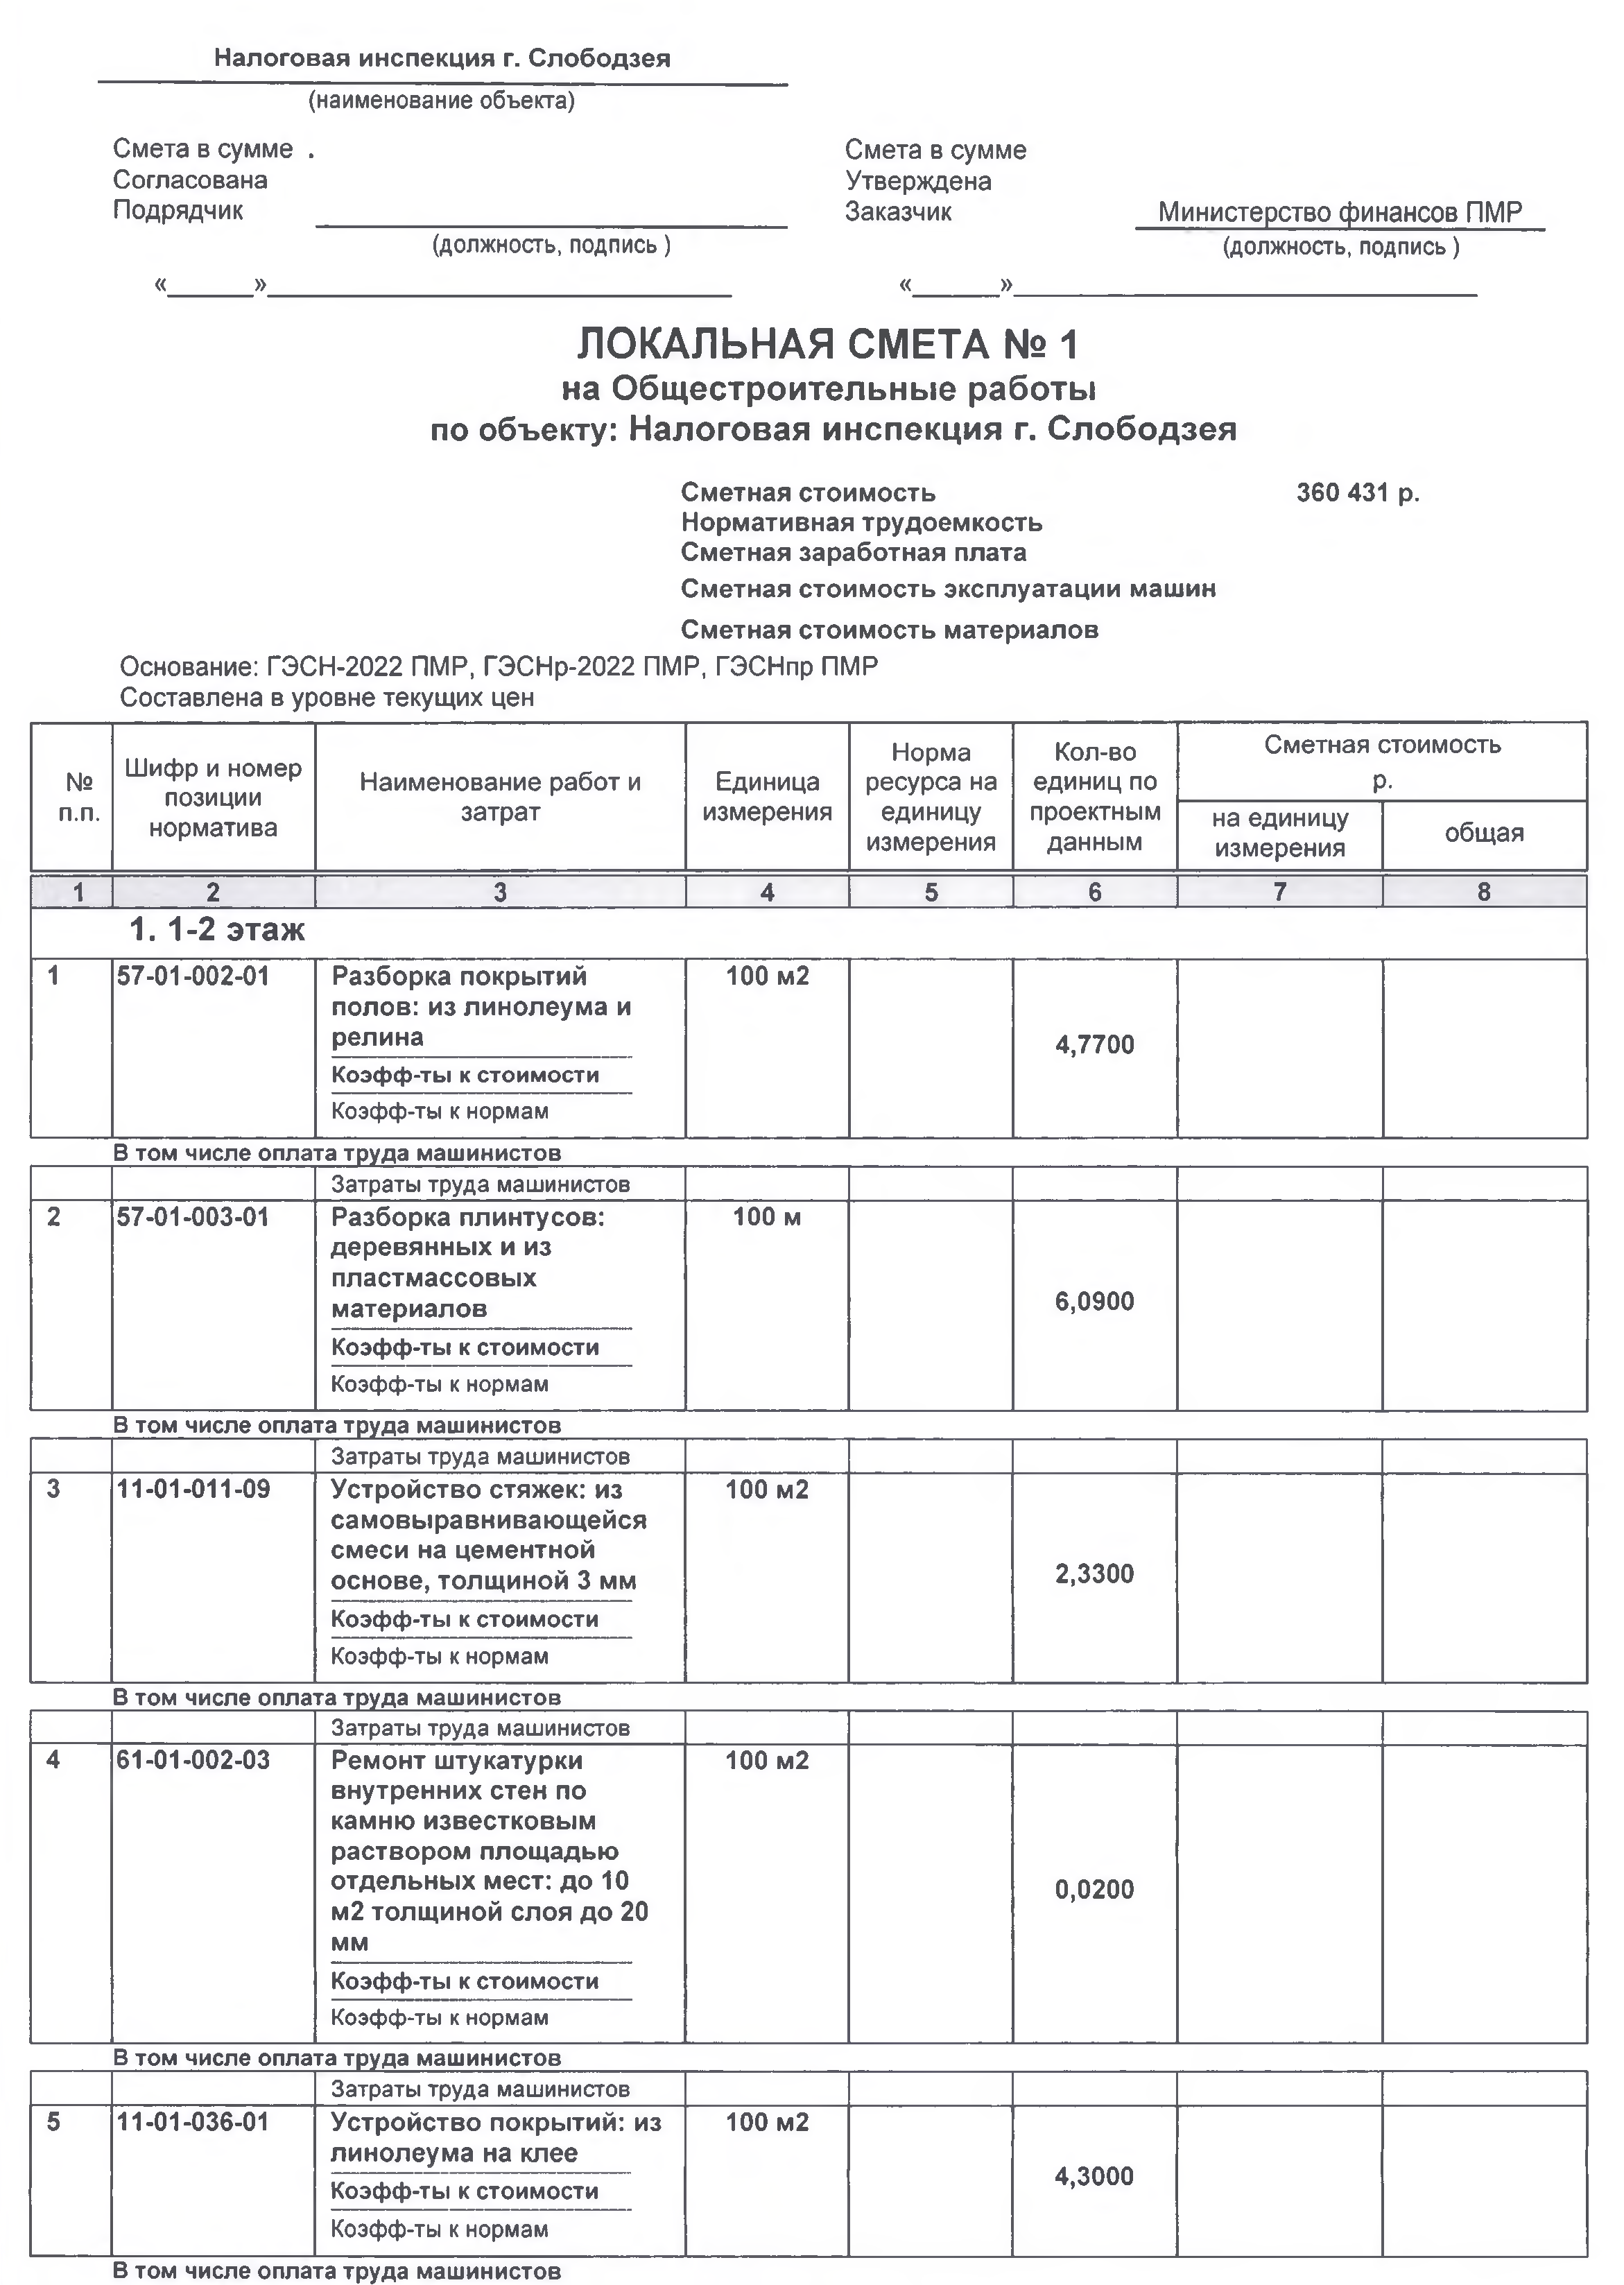 Налоговая инспекция г. Слободзея
(наименование объекта)
Смета в сумме .
Согласована
Подрядчик
(должность, подпись )
«______»
Смета в сумме
Утверждена
Заказчик
Министерство финансов ПМР
(должность, подпись )
«______»
ЛОКАЛЬНАЯ СМЕТА № 1
на Общестроительные работы
по объекту: Налоговая инспекция г. Слободзея
Сметная стоимость 360 431 р.
Нормативная трудоемкость
Сметная заработная плата
Сметная стоимость эксплуатации машин
Сметная стоимость материалов
Основание: ГЭСН-2022 ПМР, ГЭСНр-2022 ПМР, ГЭСНпр ПМР
Составлена в уровне текущих цен
№
п.п.
Шифр и номер
позиции
норматива
Наименование работ и
затрат
Единица
измерения
Норма
ресурса на
единицу
измерения
Кол-во
единиц по
проектным
данным
Сметная стоимость
р.
на единицу
измерения
общая
1 2 3 4 5 6 7 8
1. 1-2 этаж
1 57-01-002-01 Разборка покрытий 100 м2
полов: из линолеума и
релина
4,7700
Коэфф-ты к стоимости
Коэфф-ты к нормам
В том числе оплата труда машинистов
Затраты труда машинистов
2 57-01-003-01 Разборка плинтусов: 100 м
деревянных и из
пластмассовых
материалов
6,0900
Коэфф-ты к стоимости
Коэфф-ты к нормам
В том числе оплата труда машинистов
Затраты труда машинистов
3 11-01-011-09 Устройство стяжек: из 100 м2
самовыравнивающейся
смеси на цементной
основе, толщиной 3 мм
2,3300
Коэфф-ты к стоимости
Коэфф-ты к нормам
В том числе оплата труда машинистов
Затраты труда машинистов
4 61-01-002-03 Ремонт штукатурки 100 м2
внутренних стен по
камню известковым
раствором площадью
отдельных мест: до 10
м2 толщиной слоя до 20
мм
0,0200
Коэфф-ты к стоимости
Коэфф-ты к нормам
В том числе оплата труда машинистов
Затраты труда машинистов
5 11-01-036-01 Устройство покрытий: из 100 м2
линолеума на клее
4,3000
Коэфф-ты к стоимости
Коэфф-ты к нормам
В том числе оплата труда машинистов